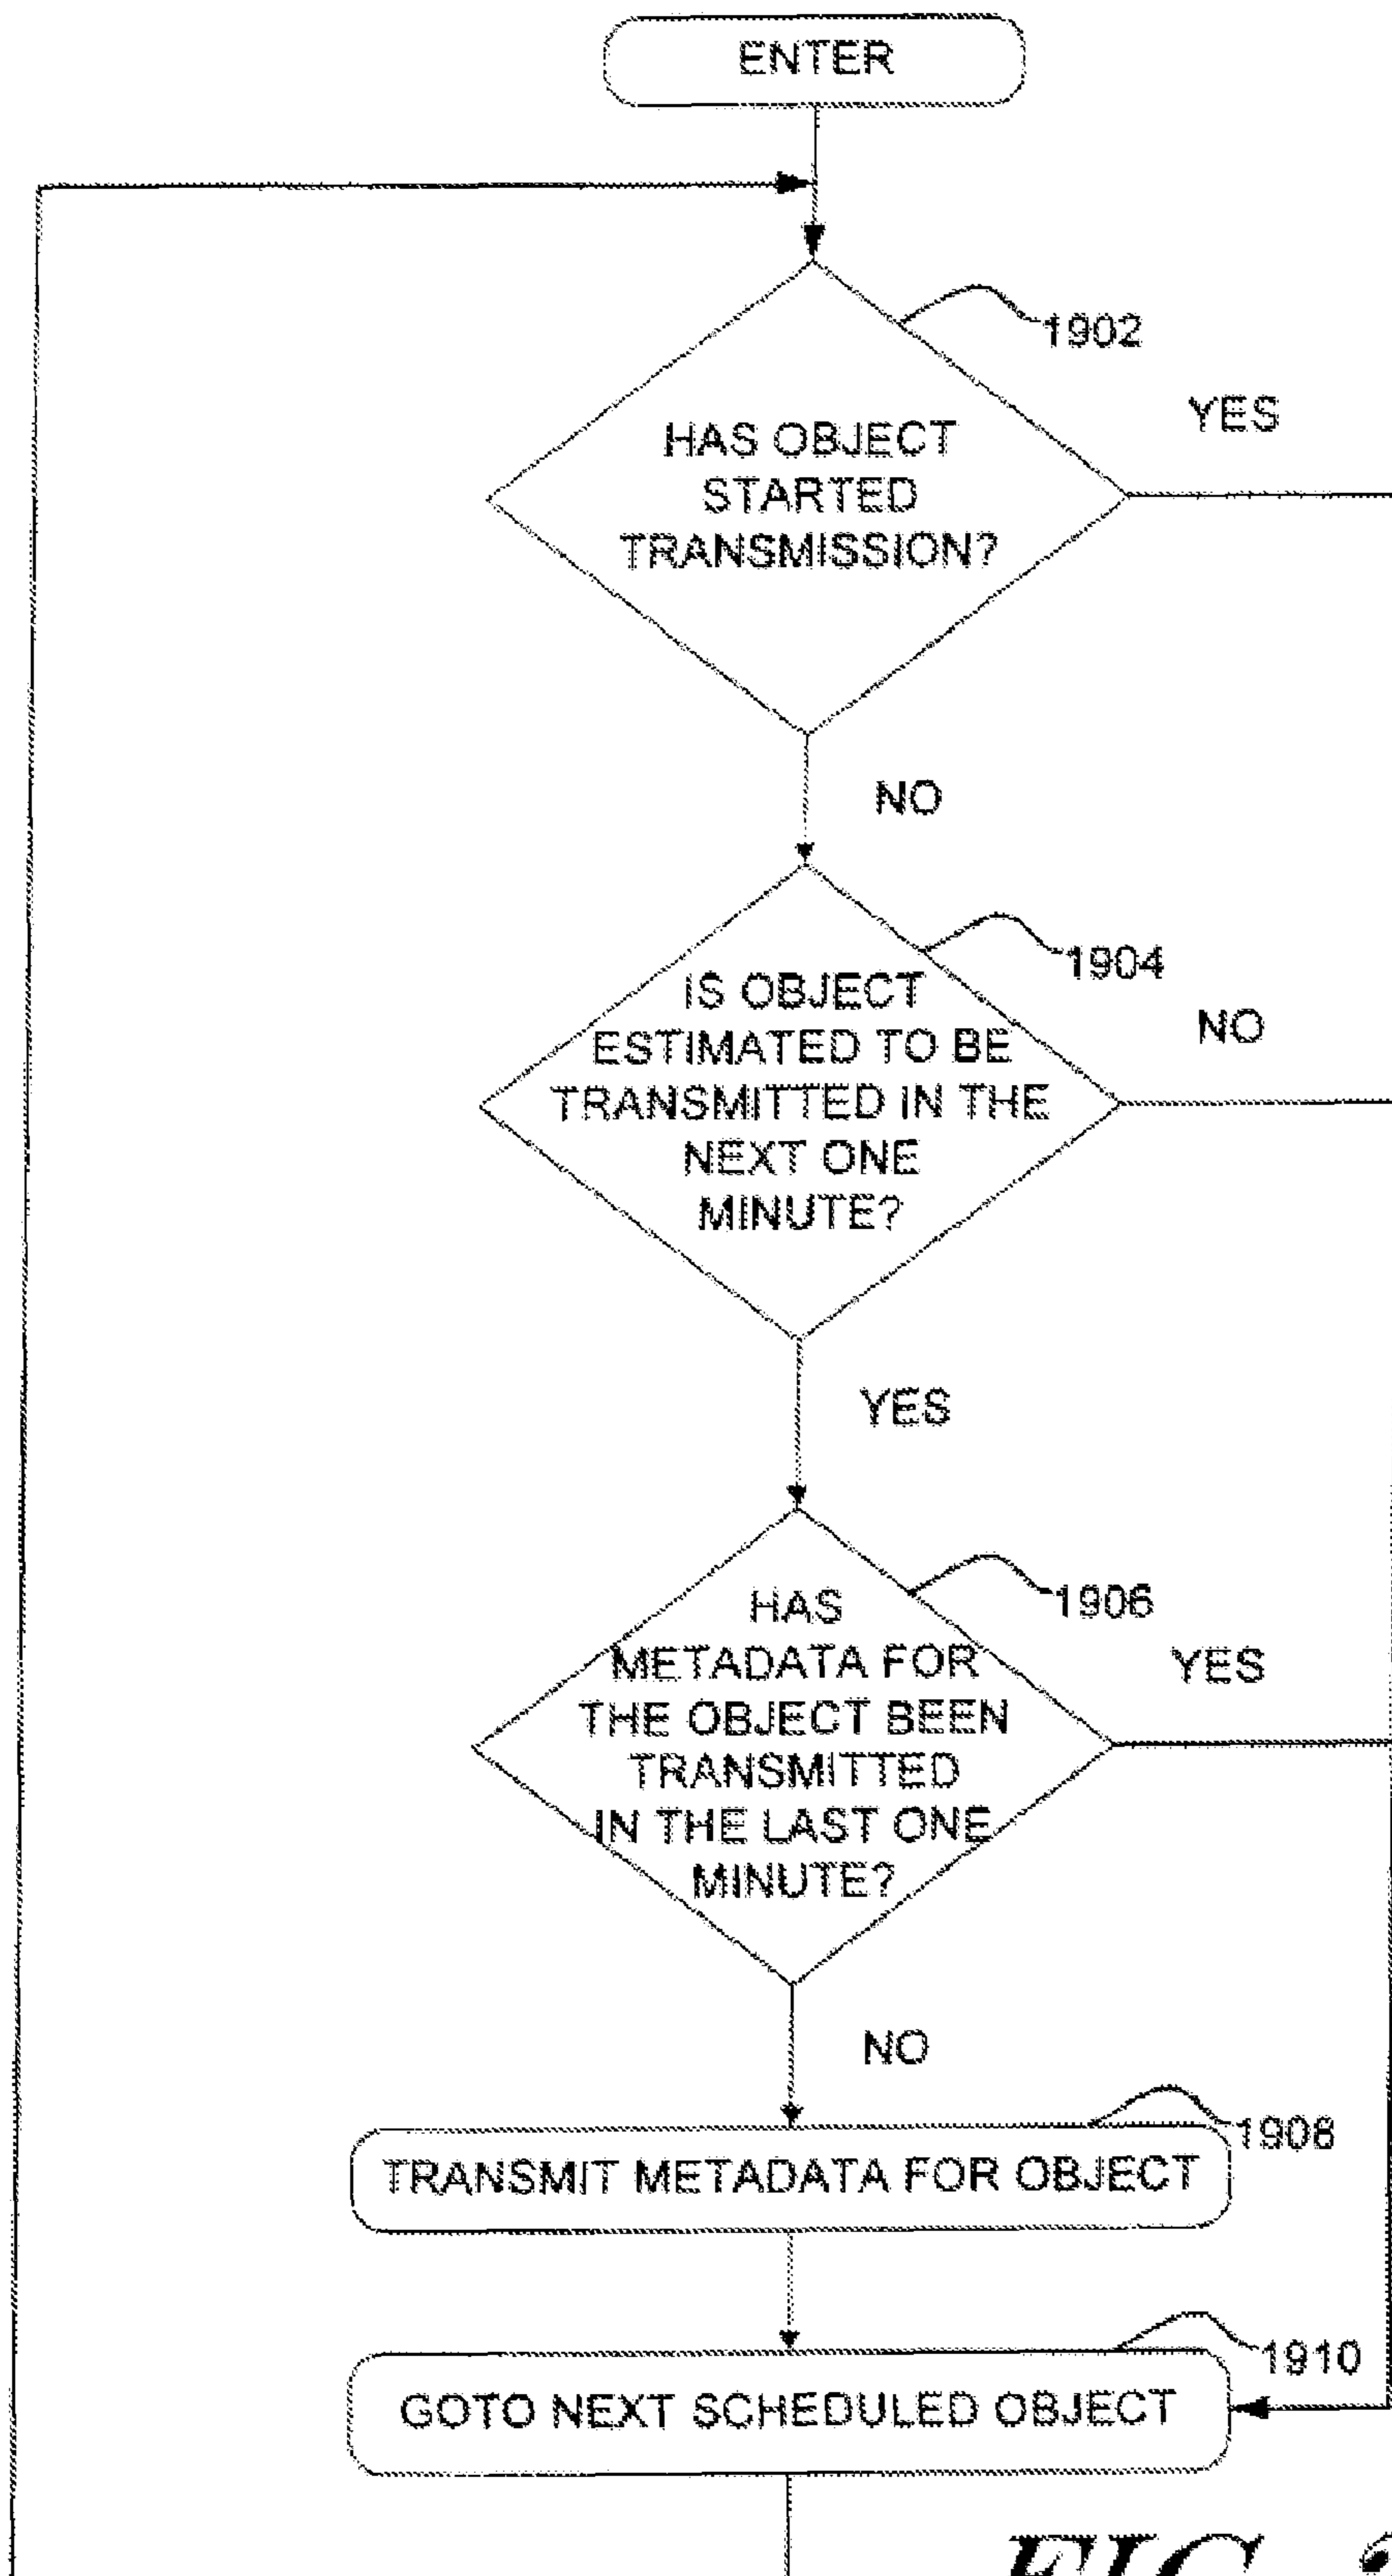 ENTER
1902
YES
HAS OBJECT
STARTED
TRANSMISSION?
NO
1904
NO
IS OBJECT
ESTIMATED TO BE
TRANSMITTED IN THE
NEXT ONE
MINUTE?
YES
1906
YES
HAS
METADATA FOR
THE OBJECT BEEN
TRANSMITTED
IN THE LAST ONE
MINUTE?
NO
1908
TRANSMIT METADATA FOR OBJECT
1910
GOTO NEXT SCHEDULED OBJECT
FIG.